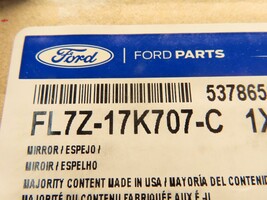 Ford | FORD PARTS
537865
FL7Z-17K707-C 1X
MIRROR / ESPEJO /
MIROIR / ESPELHO
MAJORITY CONTENT MADE IN USA / MAYORÍA DEL CONTENID
MAJORITÉ DU CONTENU FABRIQUÉ AUX É.-U.